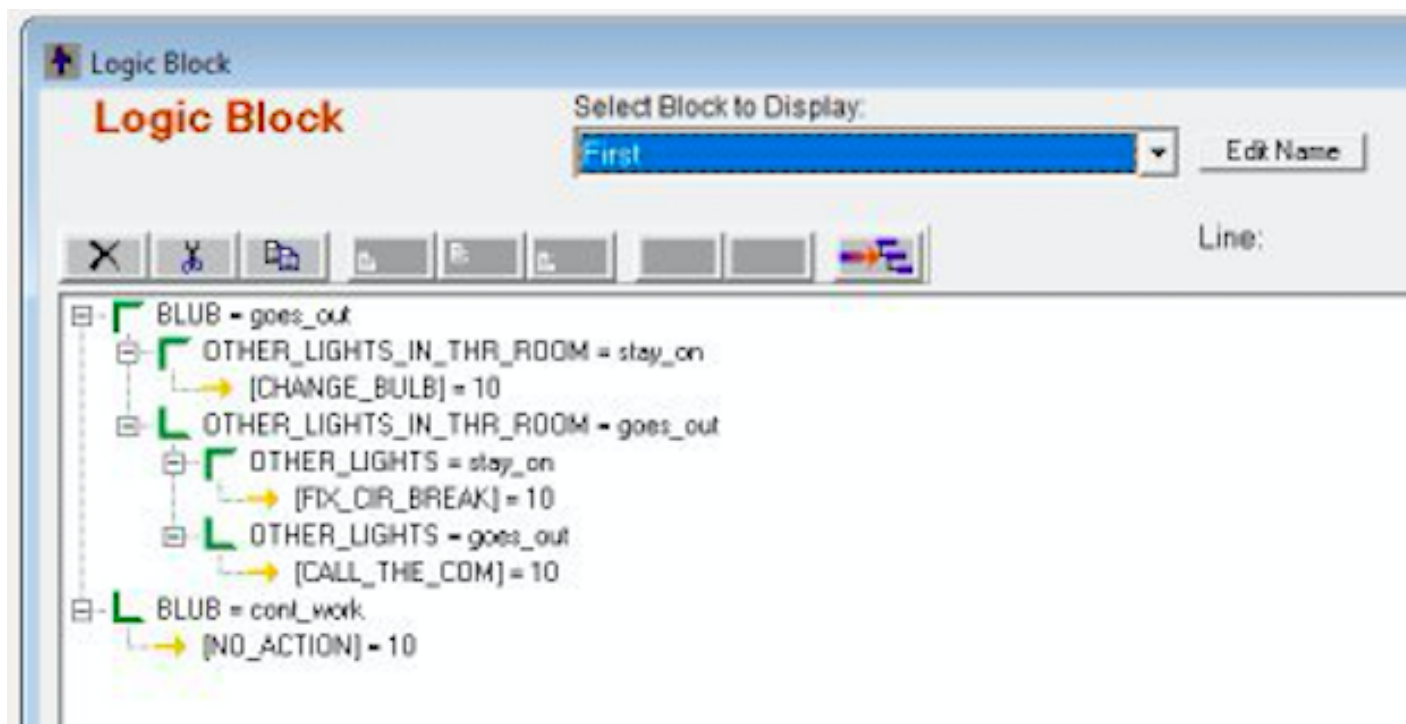 Logic Block
Logic Block
Select Block to Display:
First
Edit Name
Line:
BLUB = goes_out
OTHER_LIGHTS_IN_THR_ROOM = stay_on
[CHANGE_BULB] = 10
OTHER_LIGHTS_IN_THR_ROOM = goes_out
OTHER_LIGHTS = stay_on
[FIX_CIR_BREAK] = 10
OTHER_LIGHTS = goes_out
[CALL_THE_COM] = 10
BLUB = cont_work
[NO_ACTION] = 10